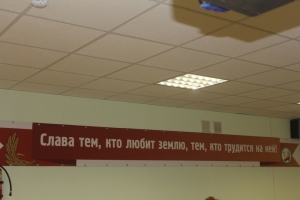 Слава тем, кто любит землю, тем, кто трудится на ней!